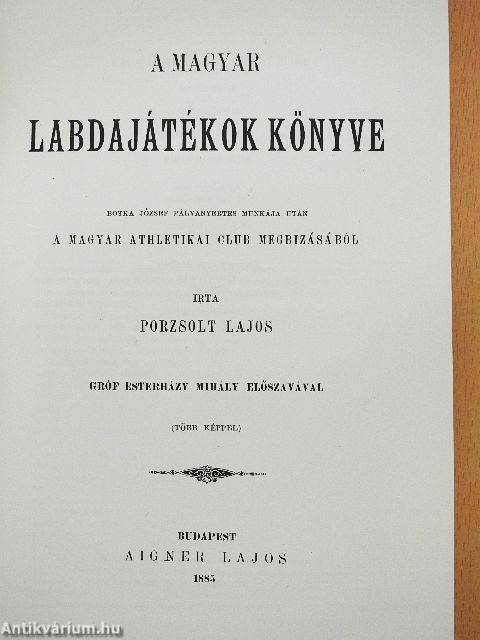 A MAGYAR
LABDAJÁTÉKOK KÖNYVE
BOTKA JÓZSEF PÁLYANYERTES MUNKÁJA UTÁN
A MAGYAR ATHLETIKAI CLUB MEGBIZÁSÁBÓL
IRTA
PORZSOLT LAJOS
GRÓF ESTERHÁZY MIHÁLY ELŐSZAVÁVAL
(TÖBB KÉPPEL)
BUDAPEST
AIGNER LAJOS
1885
Antikvárium.hu